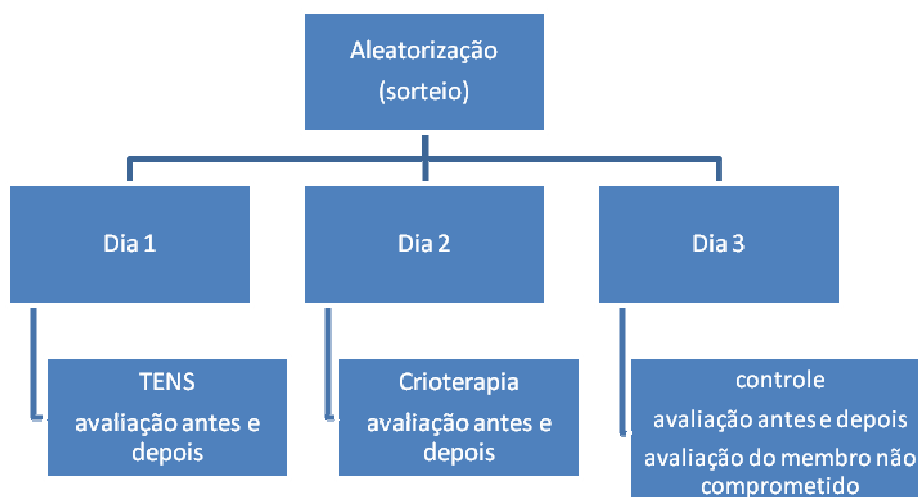 Aleatorização
(sorteio)
Dia 1
Dia 2
Dia 3
TENS
avaliação antes e
depois
Crioterapia
avaliação antes e
depois
controle
avaliação antes e depois
avaliação do membro não
comprometido